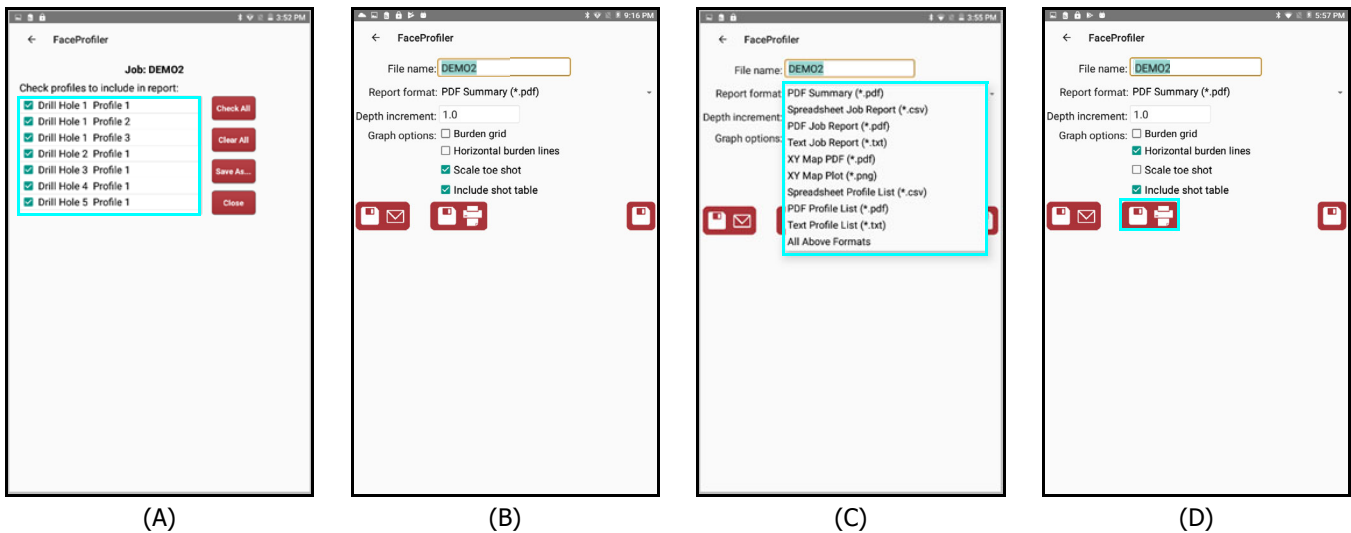 3:52 PM
FaceProfiler
Job: DEMO2
Check profiles to include in report:
Drill Hole 1 Profile 1
Drill Hole 1 Profile 2
Drill Hole 1 Profile 3
Drill Hole 2 Profile 1
Drill Hole 3 Profile 1
Drill Hole 4 Profile 1
Drill Hole 5 Profile 1
Check All
Clear All
Save As...
Close
(A)
9:16 PM
FaceProfiler
File name: DEMO2
Report format: PDF Summary (*.pdf)
Depth increment: 1.0
Graph options: Burden grid
Horizontal burden lines
Scale toe shot
Include shot table
(B)
3:55 PM
FaceProfiler
File name: DEMO2
Report format
Depth increment:
Graph options:
PDF Summary (*.pdf)
Spreadsheet Job Report (*.csv)
PDF Job Report (*.pdf)
Text Job Report (*.txt)
XY Map PDF (*.pdf)
XY Map Plot (*.png)
Spreadsheet Profile List (*.csv)
PDF Profile List (*.pdf)
Text Profile List (*.txt)
All Above Formats
(C)
5:57 PM
FaceProfiler
File name: DEMO2
Report format: PDF Summary (*.pdf)
Depth increment: 1.0
Graph options: Burden grid
Horizontal burden lines
Scale toe shot
Include shot table
(D)